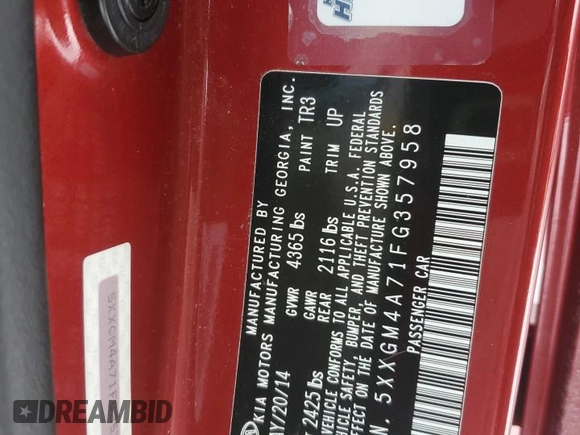 MANUFACTURED BY
KIA MOTORS MANUFACTURING GEORGIA, INC.
AY/20/14
GVWR 4365 lbs
PAINT TR3
2425 lbs
GAWR
REAR
2116 lbs
TRIM UP
VEHICLE CONFORMS TO ALL APPLICABLE U.S.A. FEDERAL
VEHICLE SAFETY, BUMPER, AND THEFT PREVENTION STANDARDS
EFFECT ON THE DATE OF MANUFACTURE SHOWN ABOVE.
N. 5XXGM4A71FG357958
PASSENGER CAR
5XXGM4A71
H
DREAMBID